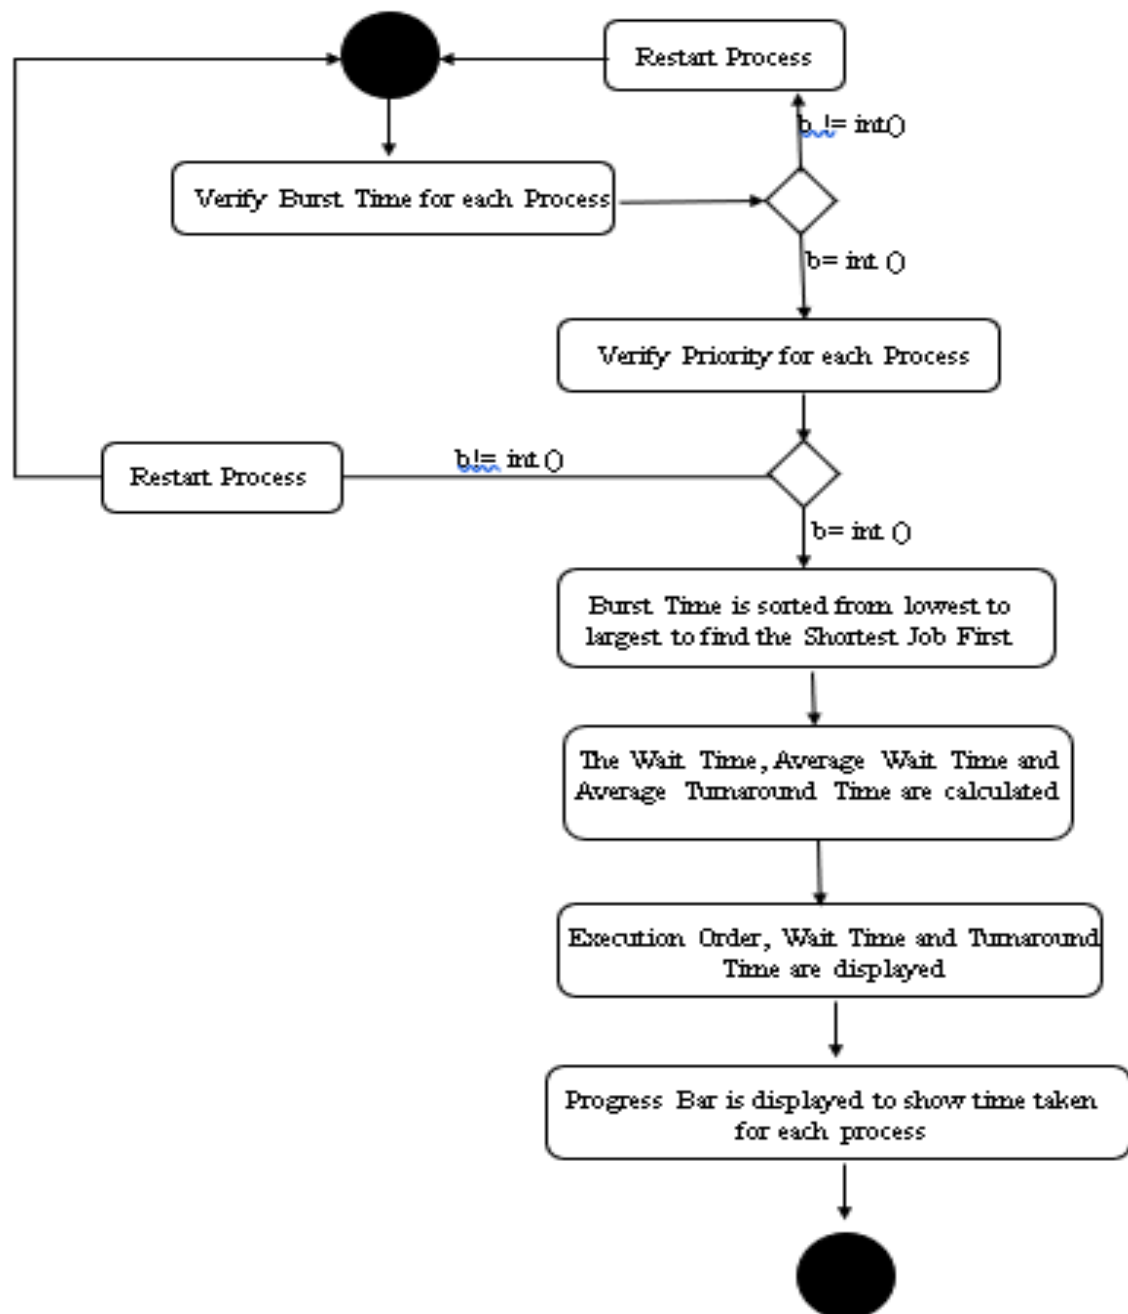 Restart Process
b != int()
Verify Burst Time for each Process
b= int ()
Verify Priority for each Process
b!= int ()
Restart Process
b= int ()
Burst Time is sorted from lowest to
largest to find the Shortest Job First
The Wait Time, Average Wait Time and
Average Turnaround Time are calculated
Execution Order, Wait Time and Turnaround
Time are displayed
Progress Bar is displayed to show time taken
for each process